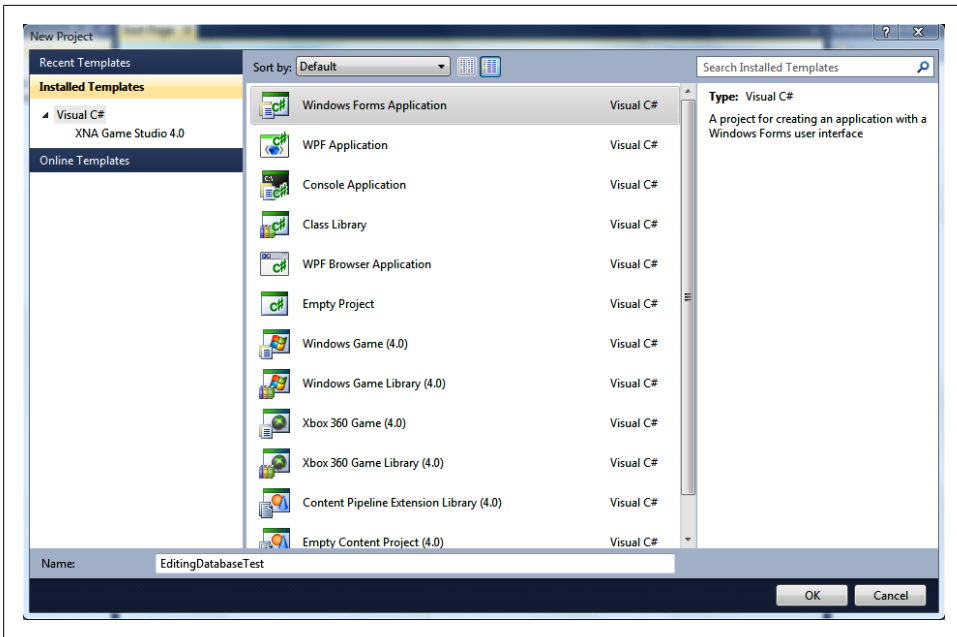 New Project
Recent Templates
Installed Templates
Visual C#
XNA Game Studio 4.0
Online Templates
Sort by: Default
Windows Forms Application Visual C#
WPF Application Visual C#
Console Application Visual C#
Class Library Visual C#
WPF Browser Application Visual C#
Empty Project Visual C#
Windows Game (4.0) Visual C#
Windows Game Library (4.0) Visual C#
Xbox 360 Game (4.0) Visual C#
Xbox 360 Game Library (4.0) Visual C#
Content Pipeline Extension Library (4.0) Visual C#
Empty Content Project (4.0) Visual C#
Search Installed Templates
Type: Visual C#
A project for creating an application with a
Windows Forms user interface
Name: EditingDatabaseTest
OK Cancel